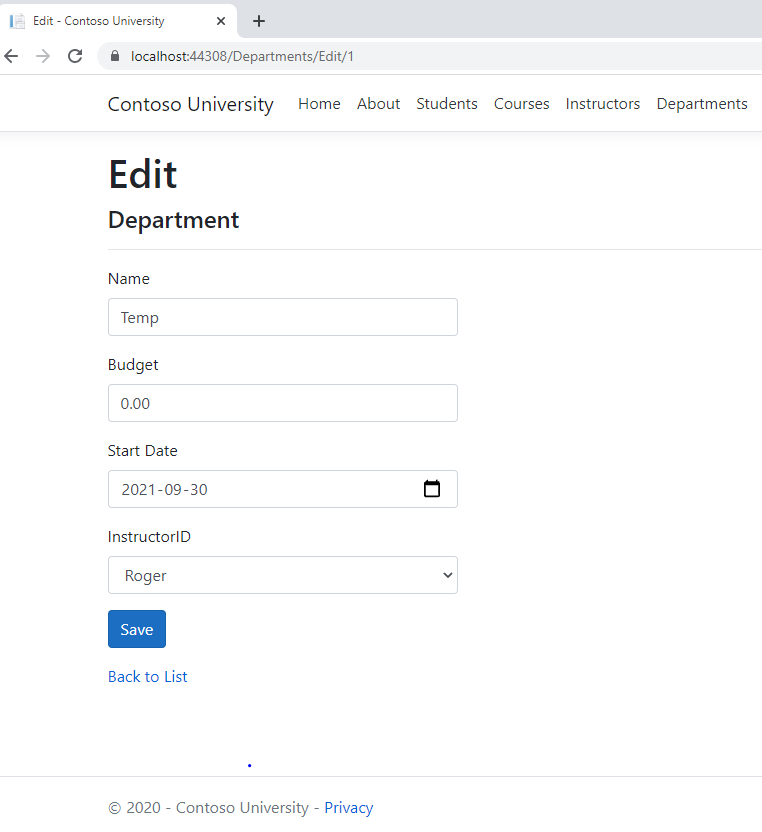 Edit - Contoso University
localhost:44308/Departments/Edit/1
Contoso University Home About Students Courses Instructors Departments
Edit
Department
Name
Temp
Budget
0.00
Start Date
2021-09-30
InstructorID
Roger
Save
Back to List
© 2020 - Contoso University - Privacy